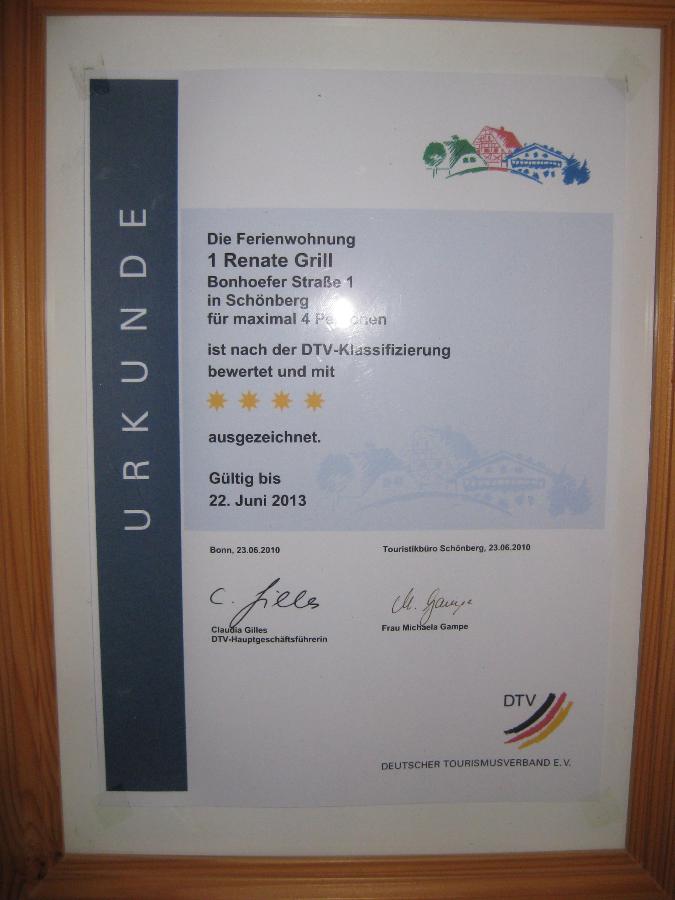 URKUNDE
Die Ferienwohnung
1 Renate Grill
Bonhoefer Straße 1
in Schönberg
für maximal 4 Personen
ist nach der DTV-Klassifizierung
bewertet und mit
ausgezeichnet.
Gültig bis
22. Juni 2013
Bonn, 23.06.2010
Touristikbüro Schönberg, 23.06.2010
C. Gilles
M. Gampe
Claudia Gilles
DTV-Hauptgeschäftsführerin
Frau Michaela Gampe
DTV
DEUTSCHER TOURISMUSVERBAND E.V.